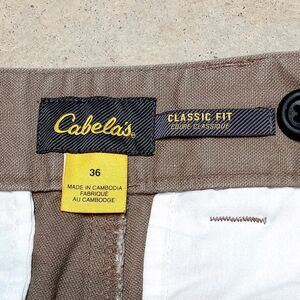 Cabela's
CLASSIC FIT
COUPE CLASSIQUE
36
MADE IN CAMBODIA
FABRIQUÉ
AU CAMBODGE